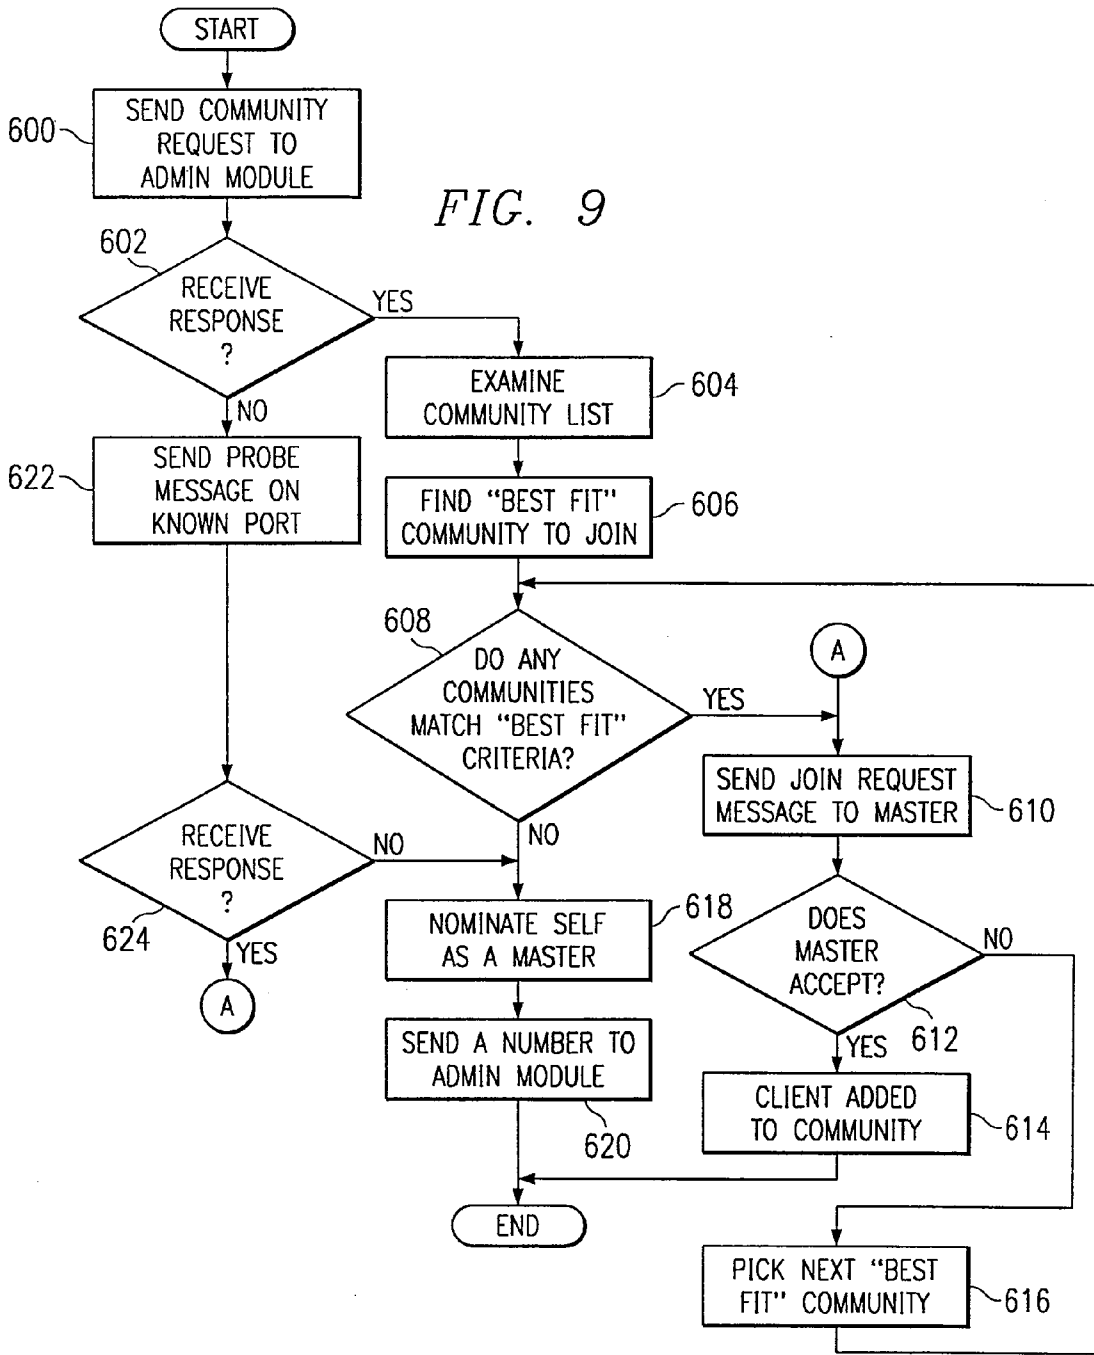 START
600
SEND COMMUNITY
REQUEST TO
ADMIN MODULE
FIG. 9
602
RECEIVE
RESPONSE
?
YES
NO
EXAMINE
COMMUNITY LIST
604
622
SEND PROBE
MESSAGE ON
KNOWN PORT
FIND “BEST FIT”
COMMUNITY TO JOIN
606
608
DO ANY
COMMUNITIES
MATCH “BEST FIT”
CRITERIA?
YES
NO
A
SEND JOIN REQUEST
MESSAGE TO MASTER
610
RECEIVE
RESPONSE
?
NO
624
YES
A
NOMINATE SELF
AS A MASTER
618
DOES
MASTER
ACCEPT?
NO
612
YES
SEND A NUMBER TO
ADMIN MODULE
620
CLIENT ADDED
TO COMMUNITY
614
END
PICK NEXT “BEST
FIT” COMMUNITY
616